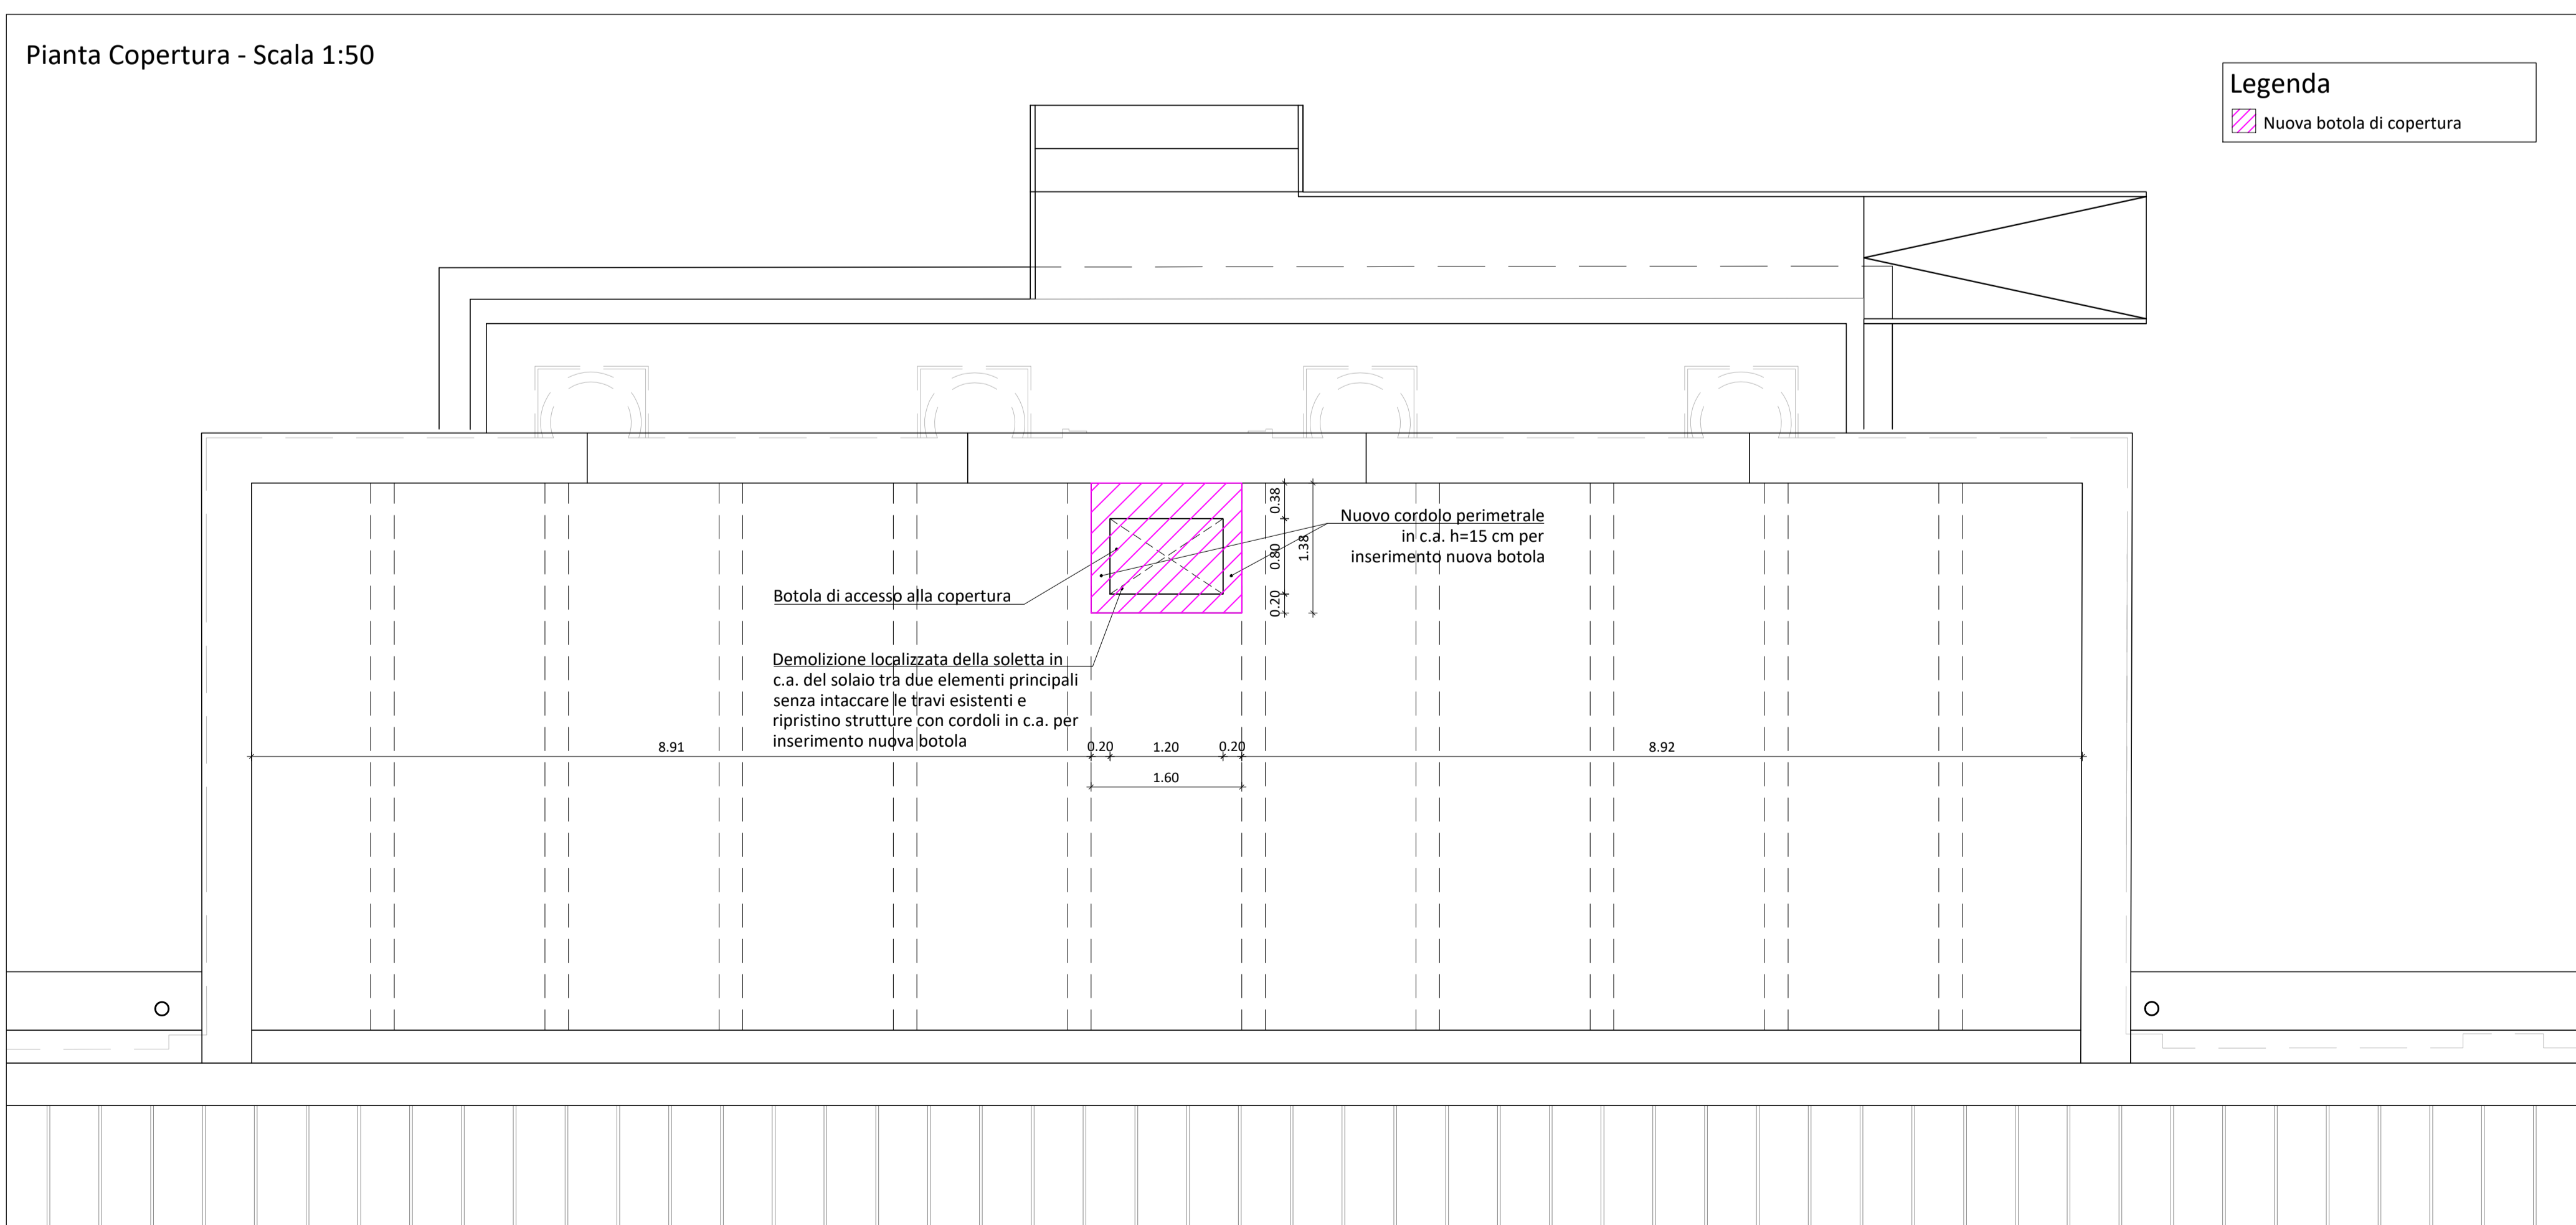 Pianta Copertura - Scala 1:50
Legenda
Nuova botola di copertura
Nuovo cordolo perimetrale
in c.a. h=15 cm per
inserimento nuova botola
0.38
0.80
1.38
0.20
Botola di accesso alla copertura
Demolizione localizzata della soletta in
c.a. del solaio tra due elementi principali
senza intaccare le travi esistenti e
ripristino strutture con cordoli in c.a. per
inserimento nuova botola
8.91
0.20
1.20
0.20
8.92
1.60